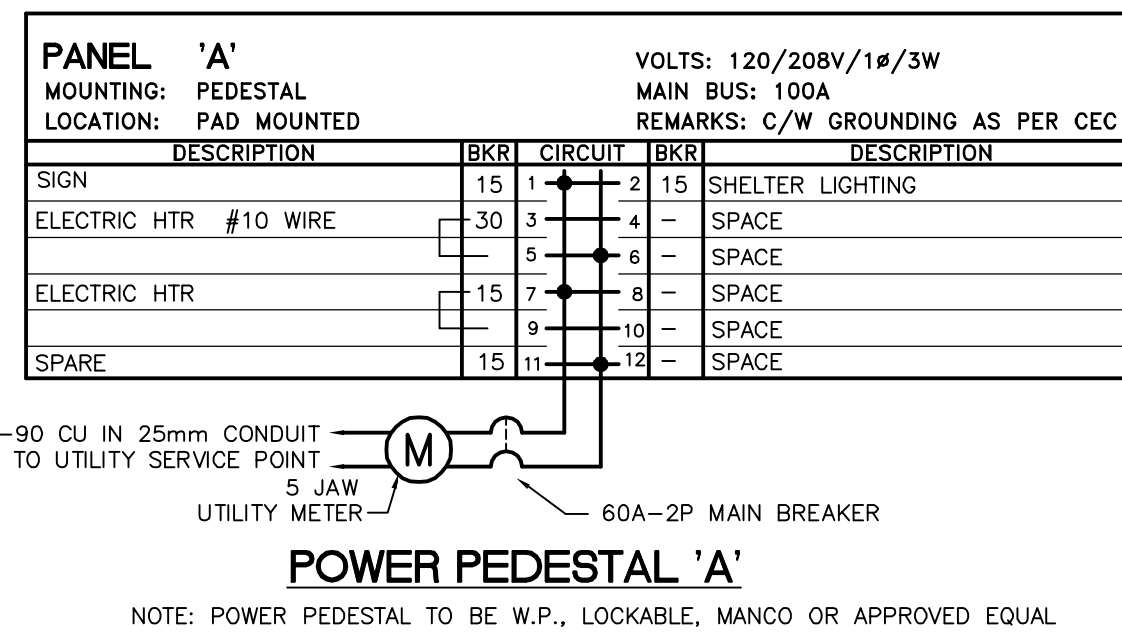 PANEL 'A'
VOLTS: 120/208V/1ø/3W
MOUNTING: PEDESTAL
MAIN BUS: 100A
LOCATION: PAD MOUNTED
REMARKS: C/W GROUNDING AS PER CEC
DESCRIPTION BKR CIRCUIT BKR DESCRIPTION
SIGN 15 1 2 15 SHELTER LIGHTING
ELECTRIC HTR #10 WIRE 30 3 4 – SPACE
– 5 6 – SPACE
ELECTRIC HTR 15 7 8 – SPACE
– 9 10 – SPACE
SPARE 15 11 12 – SPACE
–90 CU IN 25mm CONDUIT
TO UTILITY SERVICE POINT
M
5 JAW
UTILITY METER
60A–2P MAIN BREAKER
POWER PEDESTAL 'A'
NOTE: POWER PEDESTAL TO BE W.P., LOCKABLE, MANCO OR APPROVED EQUAL